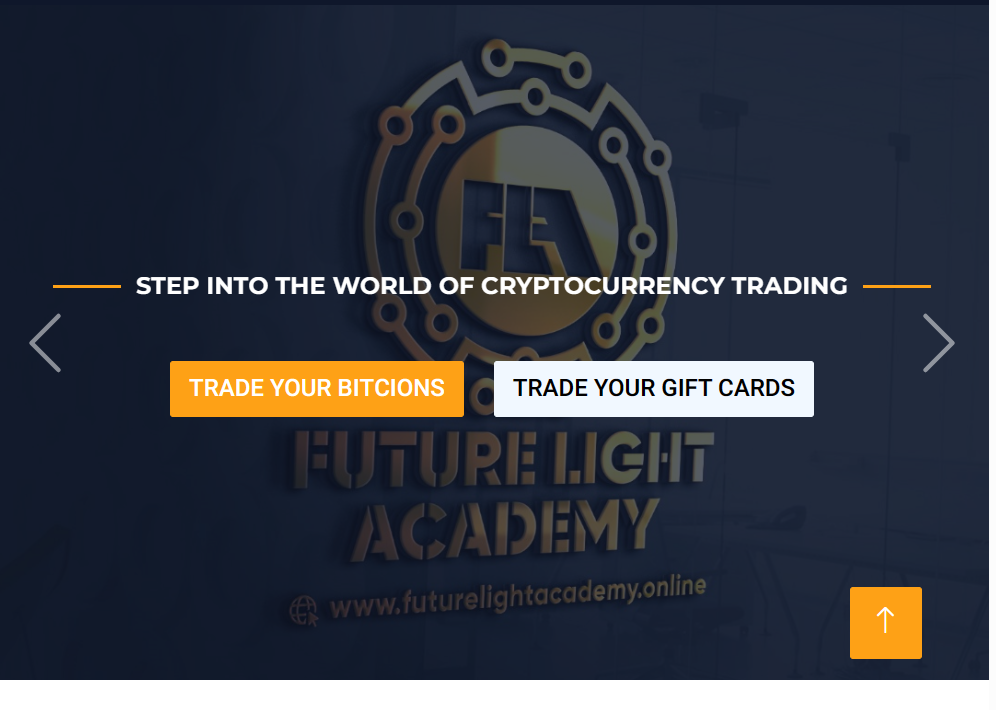 FLA
STEP INTO THE WORLD OF CRYPTOCURRENCY TRADING
TRADE YOUR BITCIONS
TRADE YOUR GIFT CARDS
FUTURE LIGHT
ACADEMY
www.futurelightacademy.online